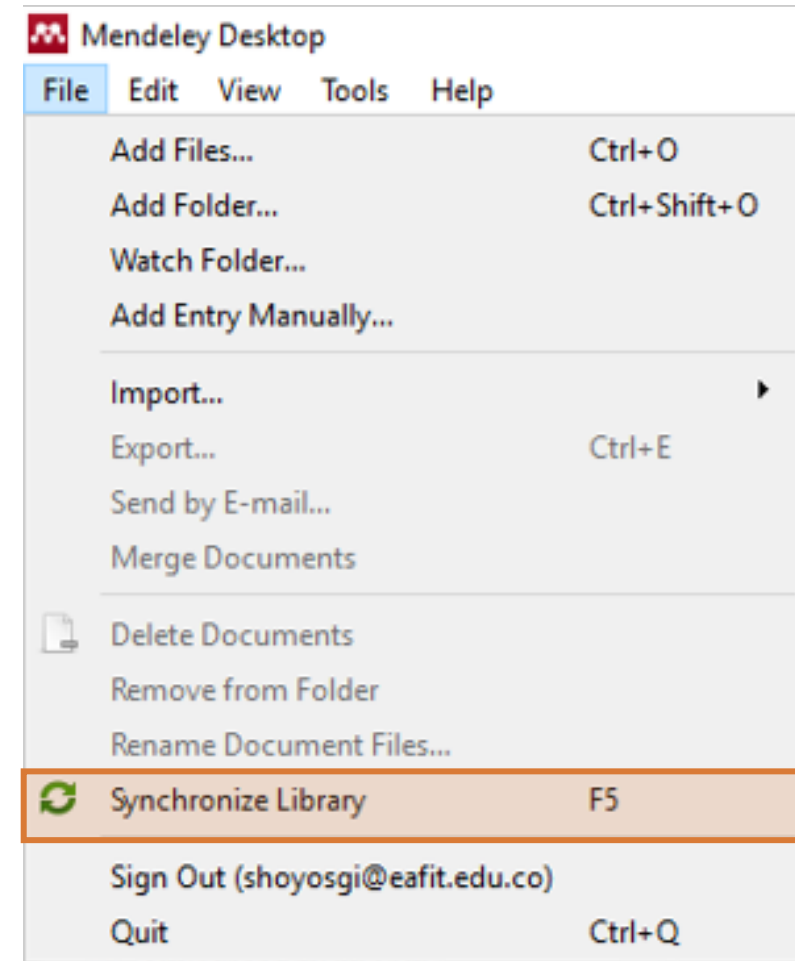 Mendeley Desktop
File Edit View Tools Help
Add Files... Ctrl+O
Add Folder... Ctrl+Shift+O
Watch Folder...
Add Entry Manually...
Import...
Export... Ctrl+E
Send by E-mail...
Merge Documents
Delete Documents
Remove from Folder
Rename Document Files...
Synchronize Library F5
Sign Out (shoyosgi@eafit.edu.co)
Quit Ctrl+Q